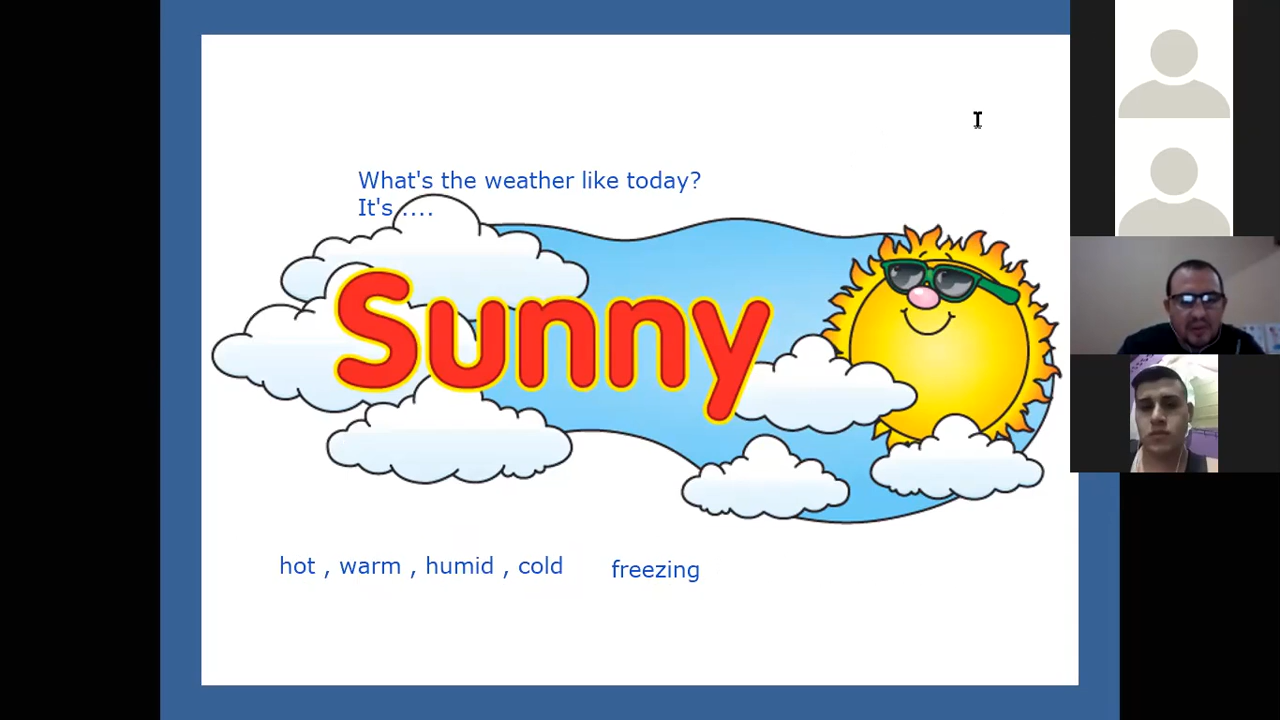 What's the weather like today?
It's ....
Sunny
hot , warm , humid , cold freezing